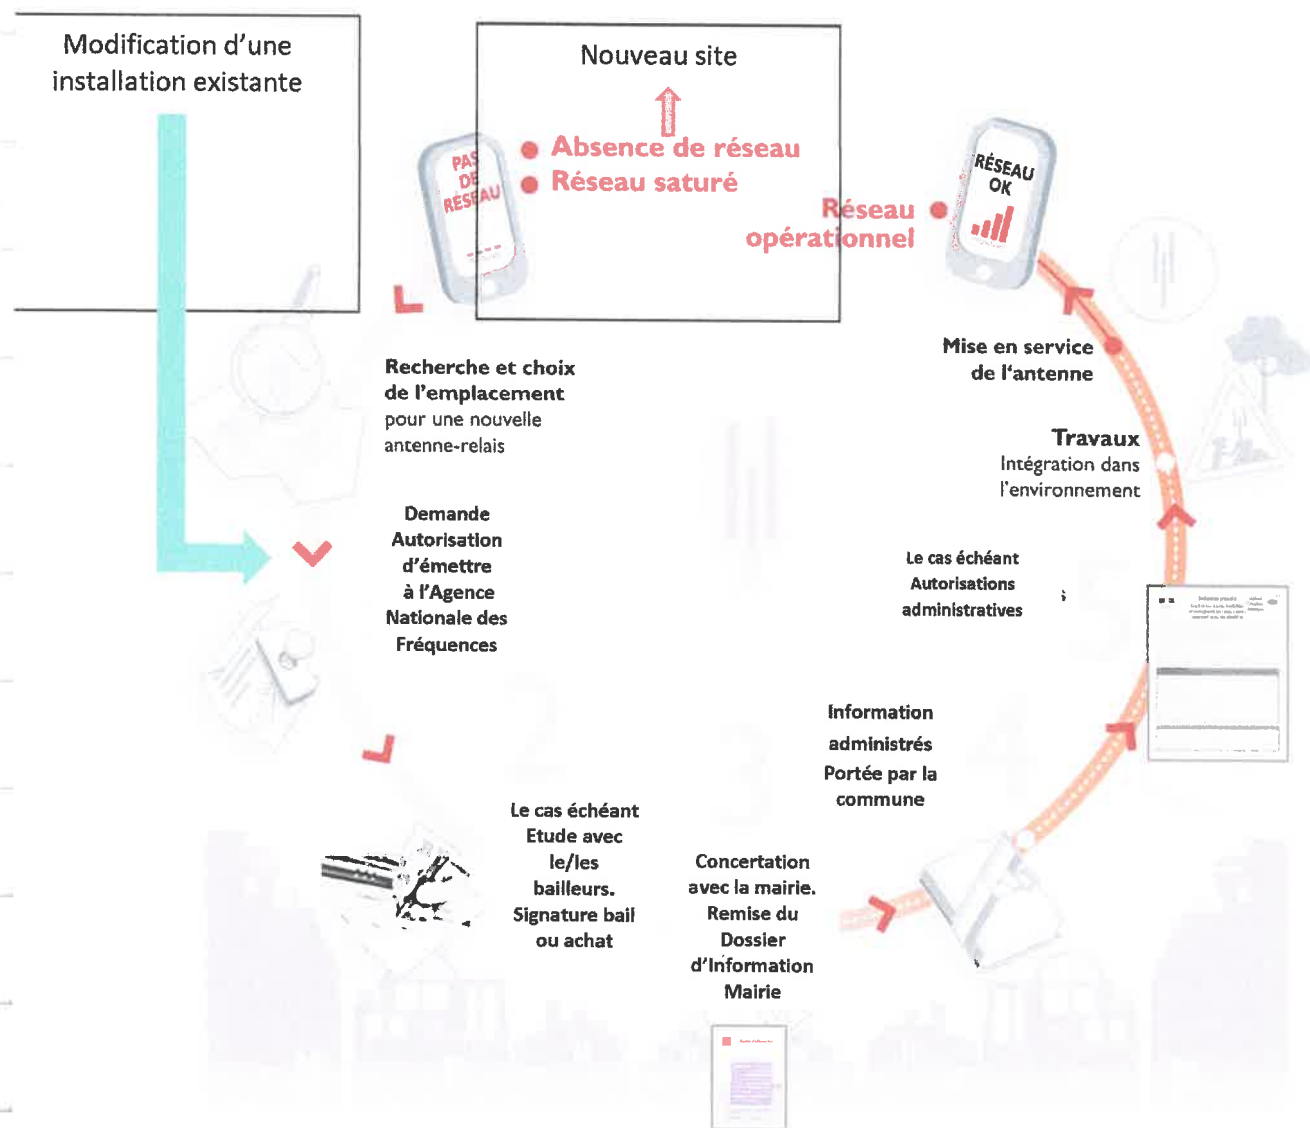 Modification d'une
installation existante
Nouveau site
PAS
DE
RÉSEAU
Absence de réseau
Réseau saturé
RÉSEAU
OK
Réseau
opérationnel
Recherche et choix
de l'emplacement
pour une nouvelle
antenne-relais
Mise en service
de l'antenne
Travaux
Intégration dans
l'environnement
Demande
Autorisation
d'émettre
à l'Agence
Nationale des
Fréquences
Le cas échéant
Autorisations
administratives
s
5
Information
administrés
Portée par la
commune
2
3
4
Le cas échéant
Etude avec
le/les
bailleurs.
Signature bail
ou achat
Concertation
avec la mairie.
Remise du
Dossier
d'Information
Mairie